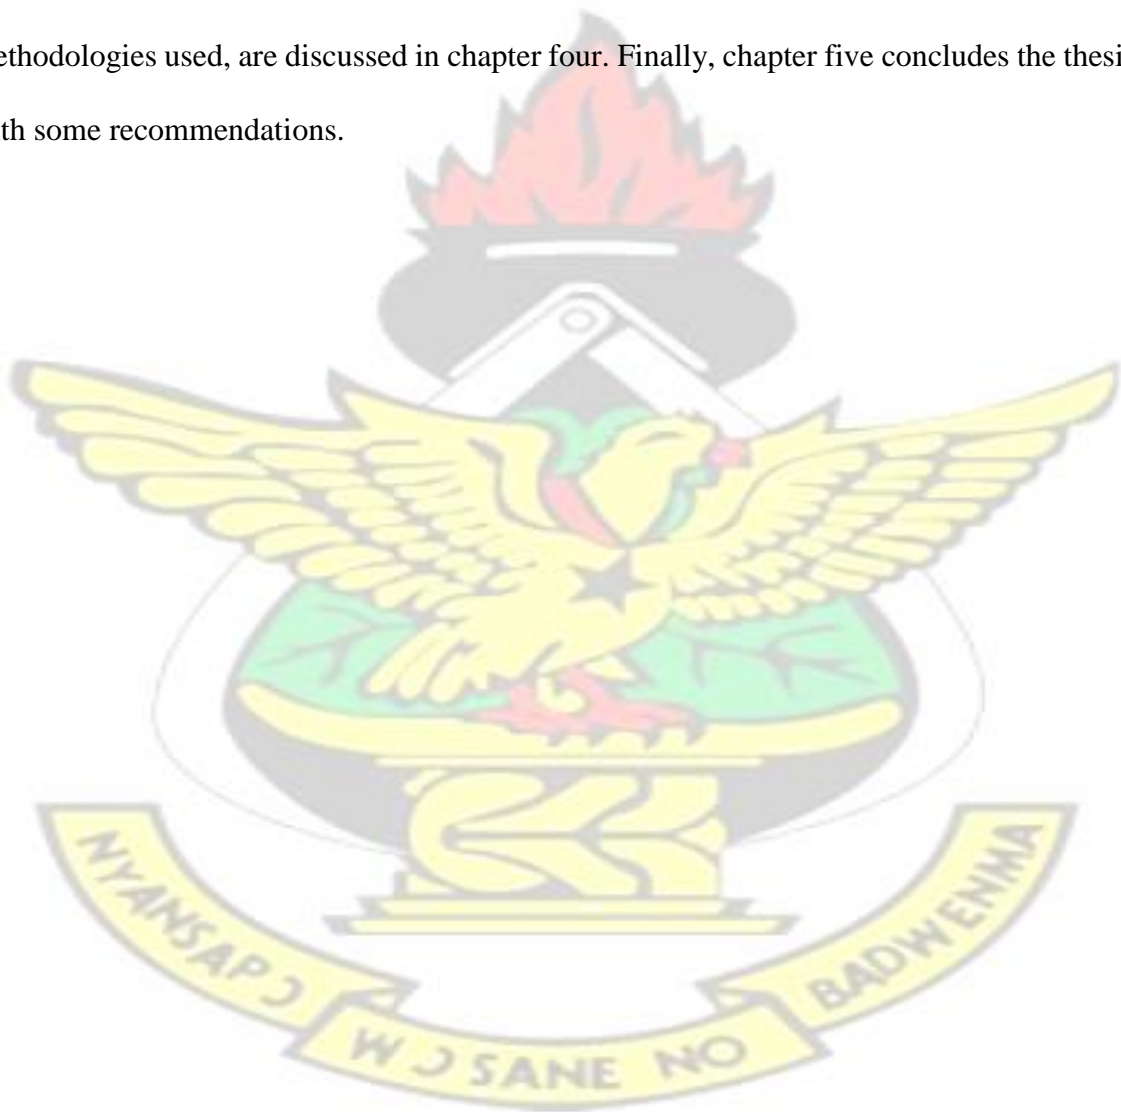 ethodologies used, are discussed in chapter four. Finally, chapter five concludes the thesi
th some recommendations.
NYANSAPƆ
WƆ SANE NO
BADWENMA